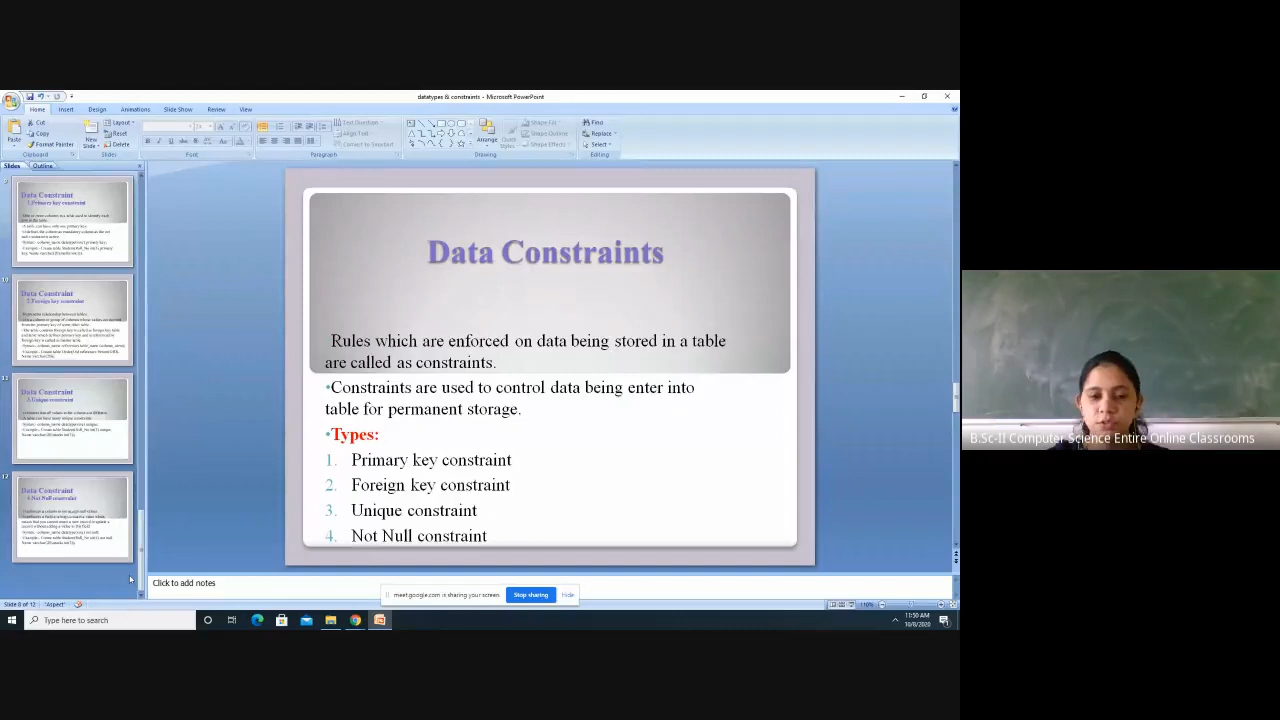 datatypes & constraints - Microsoft PowerPoint
Home Insert Design Animations Slide Show Review View
Cut
Copy
Format Painter
Paste
Clipboard
New
Slide
Layout
Reset
Delete
Slides
Font
Text Direction
Align Text
Convert to SmartArt
Paragraph
Arrange
Quick
Styles
Shape Fill
Shape Outline
Shape Effects
Drawing
Find
Replace
Select
Editing
Slides Outline
Data Constraint
1.Primary key constraint
10
Data Constraint
2.Foreign key constraint
11
Data Constraint
3.Unique constraint
12
Data Constraint
4.Not Null constraint
Data Constraints
Rules which are enforced on data being stored in a table
are called as constraints.
•Constraints are used to control data being enter into
table for permanent storage.
•Types:
1. Primary key constraint
2. Foreign key constraint
3. Unique constraint
4. Not Null constraint
Click to add notes
meet.google.com is sharing your screen. Stop sharing Hide
Slide 8 of 12 "Aspect" 110%
Type here to search
11:50 AM
10/8/2020
B.Sc-II Computer Science Entire Online Classrooms